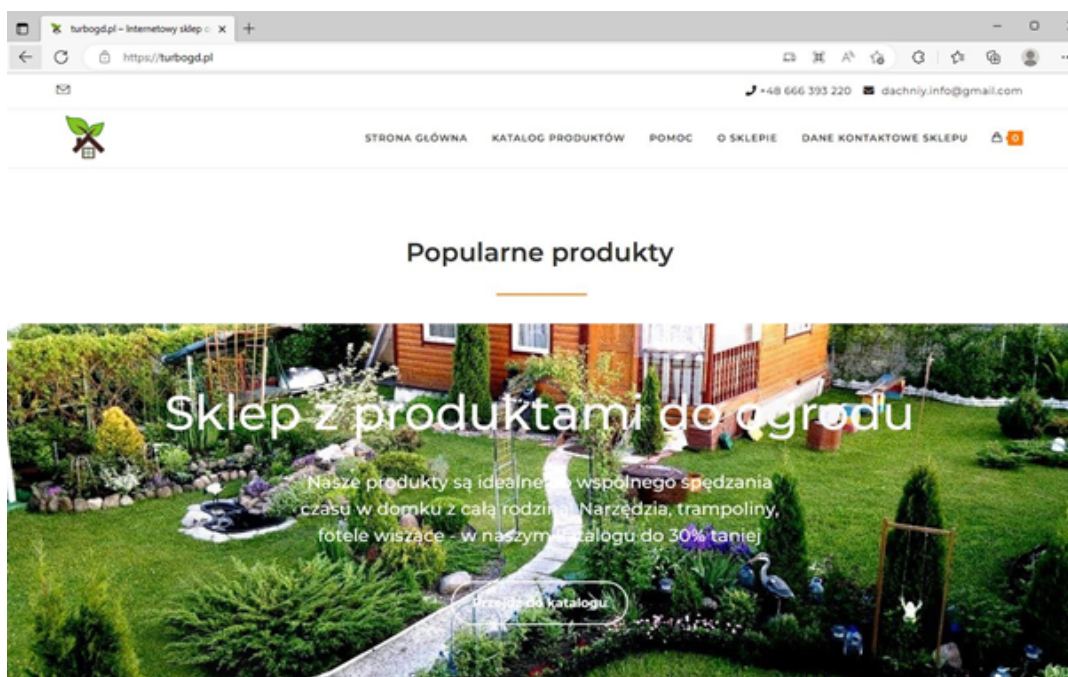 turbogd.pl – Internetowy sklep
https://turbogd.pl
+48 666 393 220 dachniy.info@gmail.com
STRONA GŁÓWNA KATALOG PRODUKTÓW POMOC O SKLEPIE DANE KONTAKTOWE SKLEPU 0
Popularne produkty
Sklep z produktami do ogrodu
Nasze produkty są idealne do wspólnego spędzania
czasu w domku z całą rodziną! Narzędzia, trampoliny,
fotele wiszące - w naszym katalogu do 30% taniej
Przejdź do katalogu